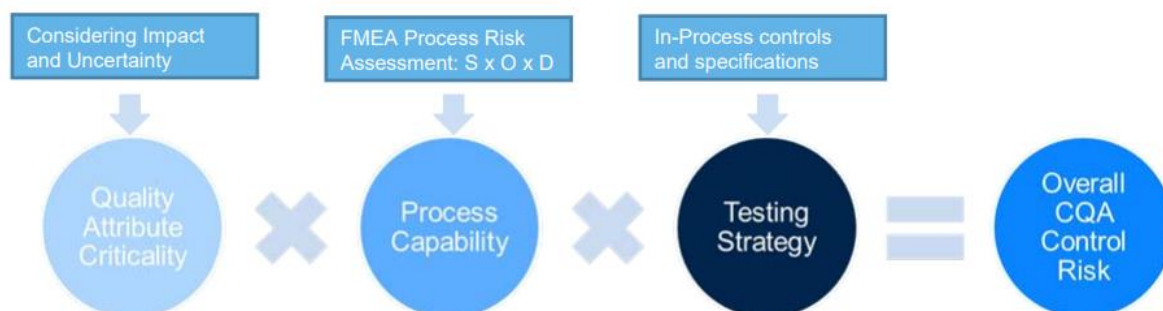 Considering Impact
and Uncertainty
FMEA Process Risk
Assessment: S x O x D
In-Process controls
and specifications
Quality
Attribute
Criticality
Process
Capability
Testing
Strategy
Overall
CQA
Control
Risk